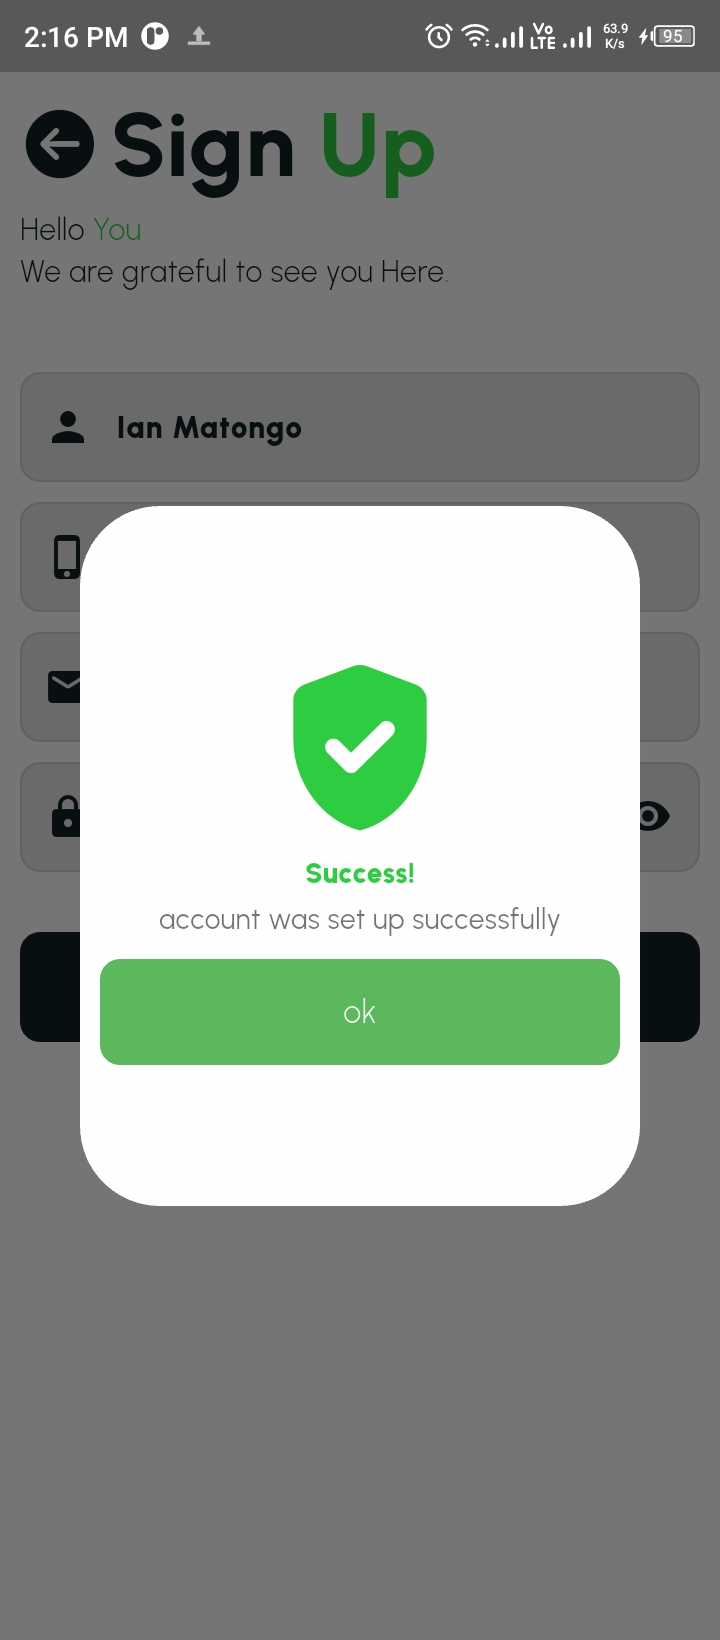 2:16 PM
Vo
LTE
63.9
K/s
95
Sign Up
Hello You
We are grateful to see you Here.
Ian Matongo
Success!
account was set up successfully
ok